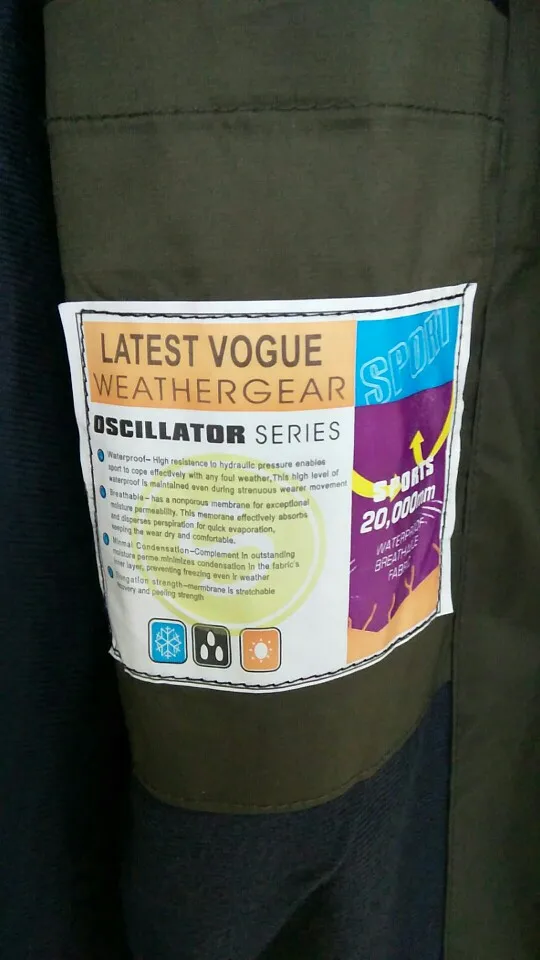 LATEST VOGUE
WEATHERGEAR
SPORT
OSCILLATOR SERIES
Waterproof– High resistence to hydraulic pressure enables
sport to cope effectively with any foul weather,This high level of
waterproof is maintained even during strenuous wearer movement
Breathable– has a nonporous membrane for exceptional
moisture permeability. This memorane effectively absorbs
and disperses perspiration for quick evaporation,
keeping the wear dry and comfortable.
Minmal Condensation–Complement in outstanding
moisture perme.minimizes condensation in the fabric's
inner layer, preventing freezing even ir weather
Elongation strength–membrane.is stretchable
recovery and peeling strength
SPORTS
20,000mm
WATERPROOF
BREATHABLE
FABRIC